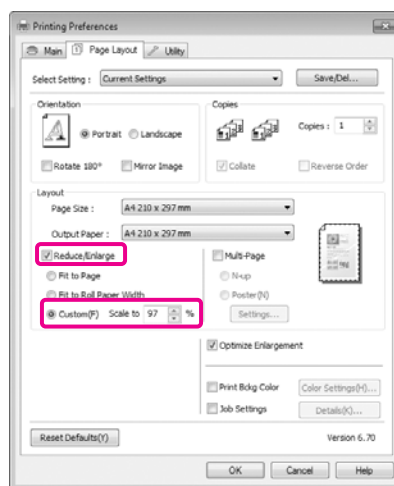 Printing Preferences
Main Page Layout Utility
Select Setting : Current Settings Save/Del...
Orientation Copies
Portrait Landscape Copies : 1
Rotate 180° Mirror Image Collate Reverse Order
Layout
Page Size : A4 210 x 297 mm
Output Paper : A4 210 x 297 mm
Reduce/Enlarge Multi-Page
Fit to Page N-up
Fit to Roll Paper Width Poster(N)
Custom(F) Scale to 97 % Settings...
Optimize Enlargement
Print Bckg Color Color Settings(H)...
Job Settings Details(K)...
Reset Defaults(Y) Version 6.70
OK Cancel Help